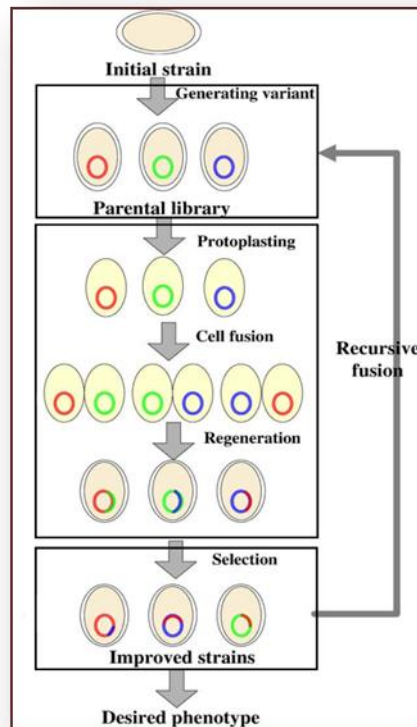 Initial strain
Generating variant
Parental library
Protoplasting
Cell fusion
Recursive
fusion
Regeneration
Selection
Improved strains
Desired phenotype